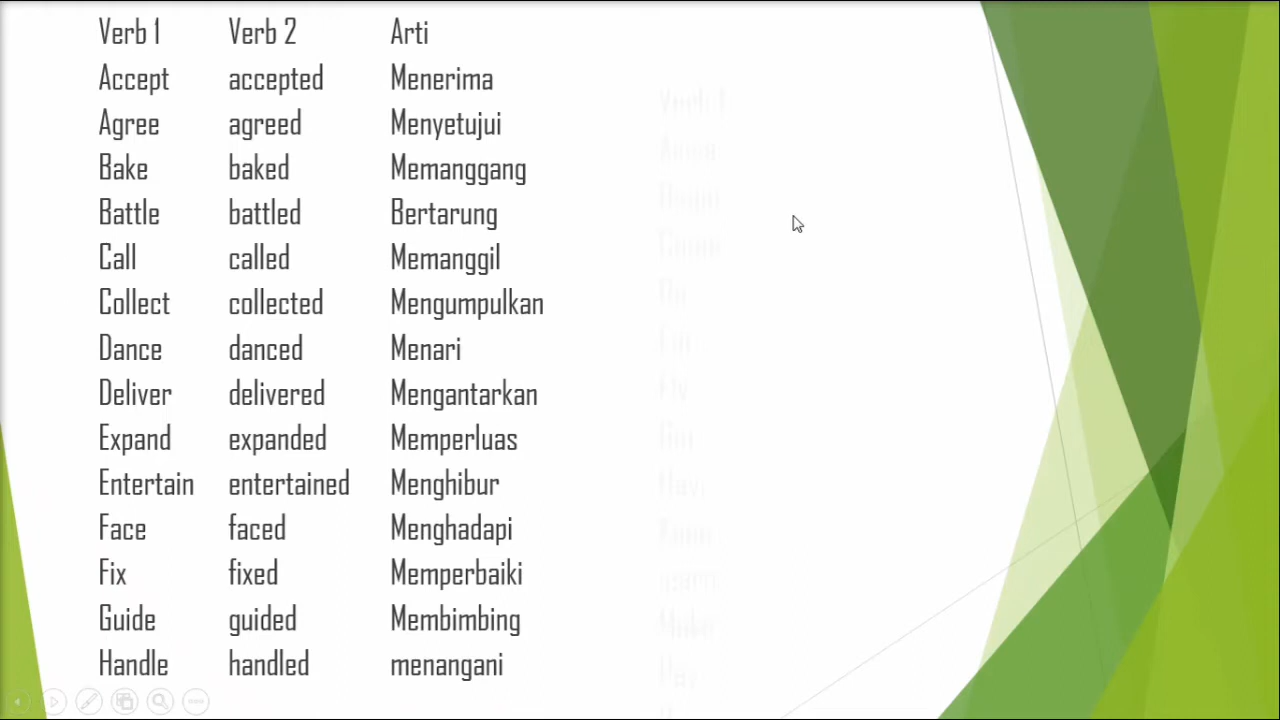 Verb 1 Verb 2 Arti
Accept accepted Menerima
Agree agreed Menyetujui
Bake baked Memanggang
Battle battled Bertarung
Call called Memanggil
Collect collected Mengumpulkan
Dance danced Menari
Deliver delivered Mengantarkan
Expand expanded Memperluas
Entertain entertained Menghibur
Face faced Menghadapi
Fix fixed Memperbaiki
Guide guided Membimbing
Handle handled menangani
Verb 1